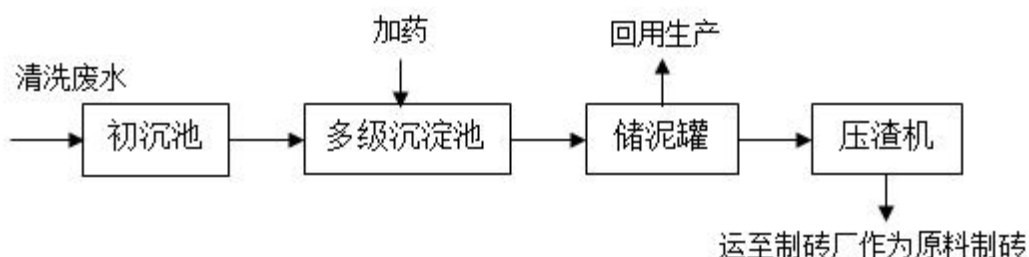 加药
回用生产
清洗废水
初沉池
多级沉淀池
储泥罐
压渣机
运至制砖厂作为原料制砖